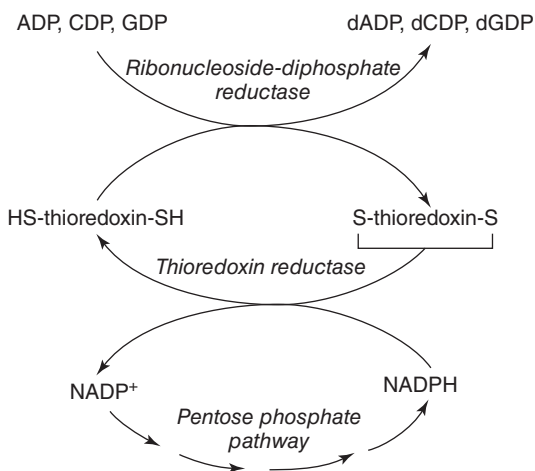 ADP, CDP, GDP
dADP, dCDP, dGDP
Ribonucleoside-diphosphate
reductase
HS-thioredoxin-SH
S-thioredoxin-S
Thioredoxin reductase
NADP⁺
NADPH
Pentose phosphate
pathway